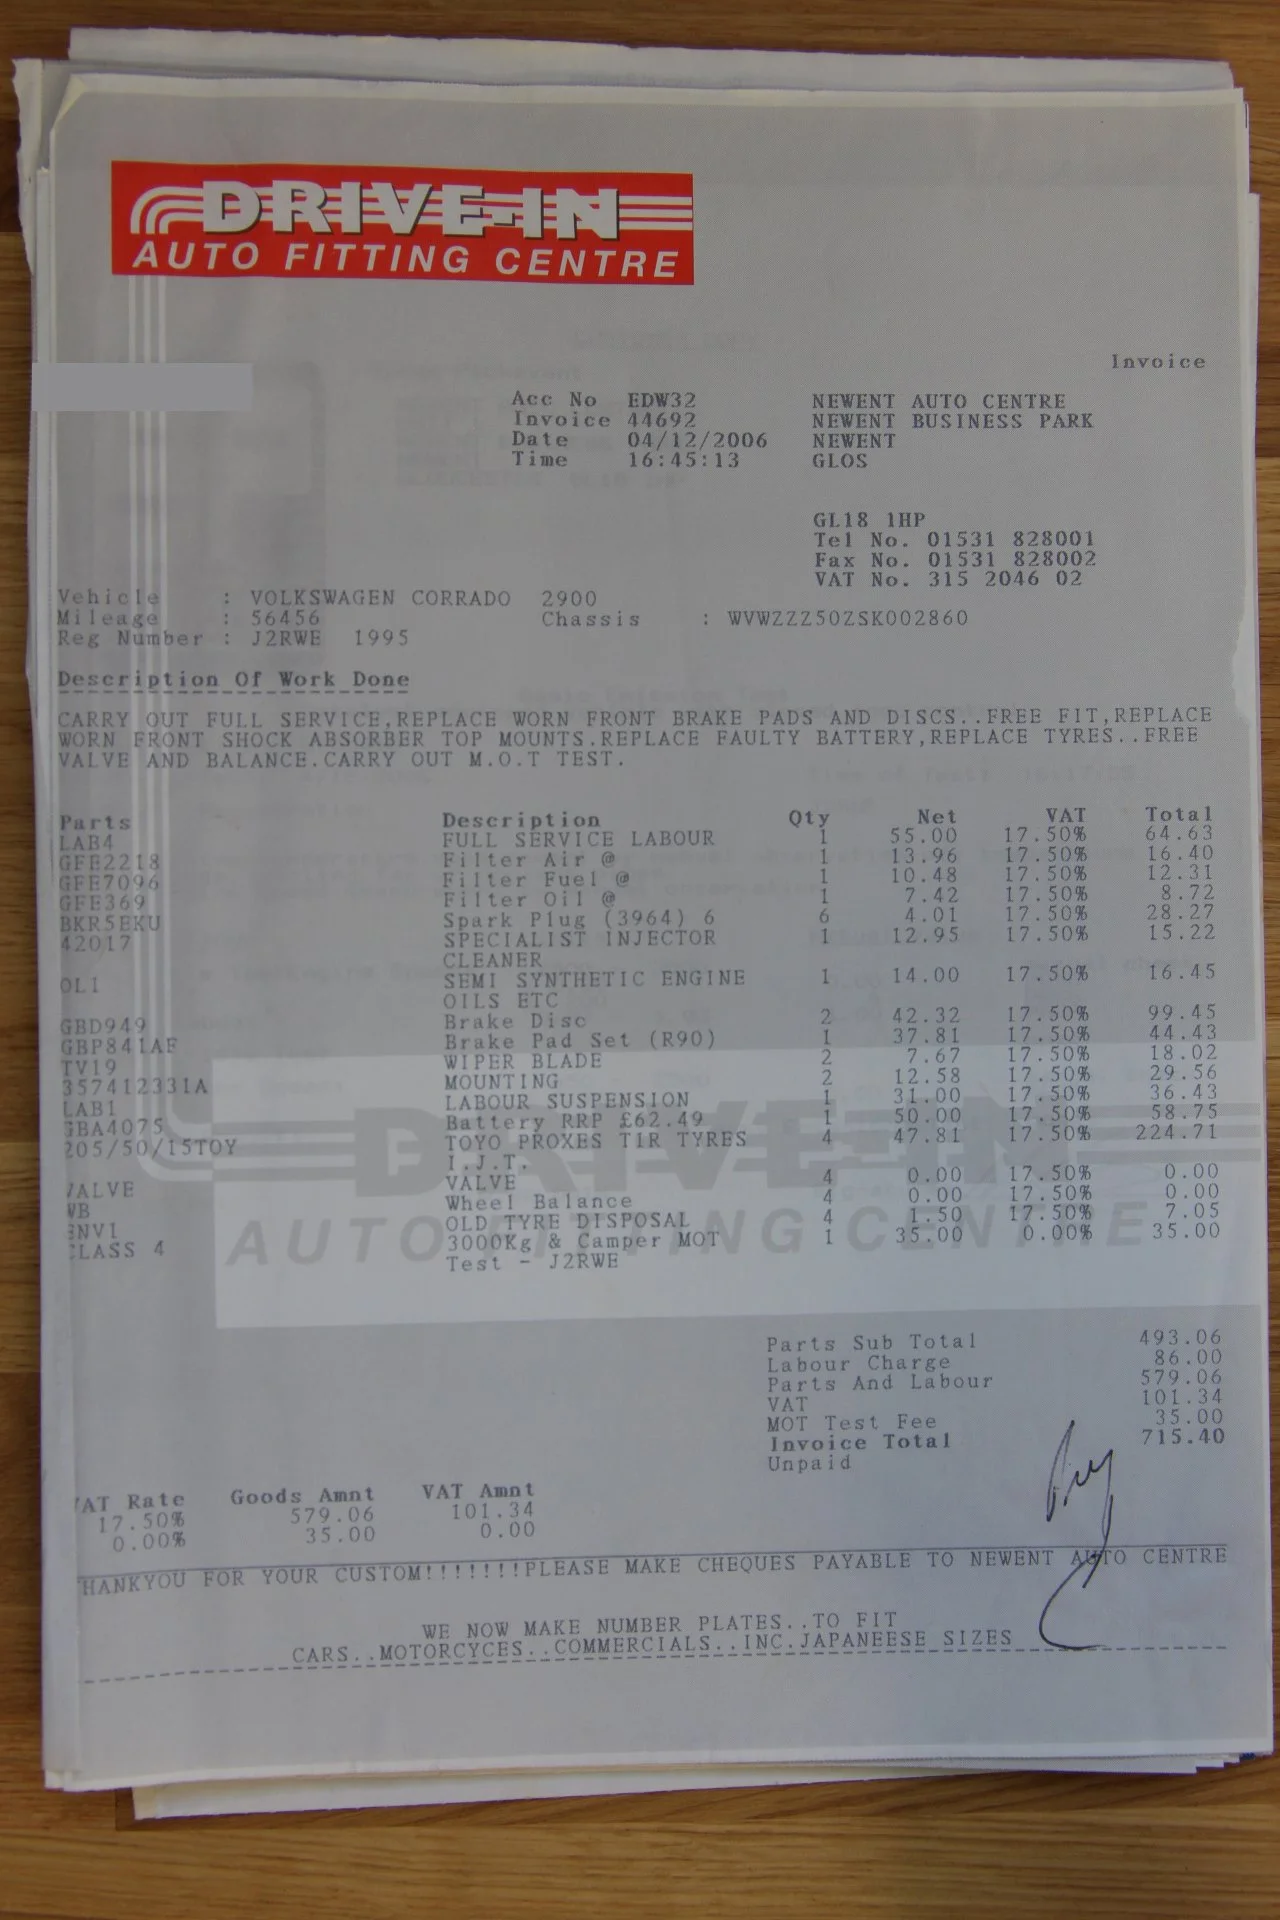 DRIVE-IN
AUTO FITTING CENTRE
Invoice
Acc No EDW32 NEWENT AUTO CENTRE
Invoice 44692 NEWENT BUSINESS PARK
Date 04/12/2006 NEWENT
Time 16:45:13 GLOS
GL18 1HP
Tel No. 01531 828001
Fax No. 01531 828002
VAT No. 315 2046 02
Vehicle : VOLKSWAGEN CORRADO 2900
Mileage : 56456 Chassis : WVWZZZ50ZSK002860
Reg Number : J2RWE 1995
Description Of Work Done
CARRY OUT FULL SERVICE,REPLACE WORN FRONT BRAKE PADS AND DISCS..FREE FIT,REPLACE
WORN FRONT SHOCK ABSORBER TOP MOUNTS.REPLACE FAULTY BATTERY,REPLACE TYRES..FREE
VALVE AND BALANCE.CARRY OUT M.O.T TEST.
Parts Description Qty Net VAT Total
LAB4 FULL SERVICE LABOUR 1 55.00 17.50% 64.63
GFE2218 Filter Air @ 1 13.96 17.50% 16.40
GFE7096 Filter Fuel @ 1 10.48 17.50% 12.31
GFE369 Filter Oil @ 1 7.42 17.50% 8.72
BKR5EKU Spark Plug (3964) 6 6 4.01 17.50% 28.27
42017 SPECIALIST INJECTOR 1 12.95 17.50% 15.22
CLEANER
OL1 SEMI SYNTHETIC ENGINE 1 14.00 17.50% 16.45
OILS ETC
GBD949 Brake Disc 2 42.32 17.50% 99.45
GBP841AF Brake Pad Set (R90) 1 37.81 17.50% 44.43
TV19 WIPER BLADE 2 7.67 17.50% 18.02
357412331A MOUNTING 2 12.58 17.50% 29.56
LAB1 LABOUR SUSPENSION 1 31.00 17.50% 36.43
GBA4075 Battery RRP £62.49 1 50.00 17.50% 58.75
205/50/15TOY TOYO PROXES T1R TYRES 4 47.81 17.50% 224.71
I.J.T.
VALVE VALVE 4 0.00 17.50% 0.00
WB Wheel Balance 4 0.00 17.50% 0.00
ENV1 OLD TYRE DISPOSAL 4 1.50 17.50% 7.05
CLASS 4 3000Kg & Camper MOT 1 35.00 0.00% 35.00
Test - J2RWE
DRIVE-IN
AUTO FITTING CENTRE
Parts Sub Total 493.06
Labour Charge 86.00
Parts And Labour 579.06
VAT 101.34
MOT Test Fee 35.00
Invoice Total 715.40
Unpaid
VAT Rate Goods Amnt VAT Amnt
17.50% 579.06 101.34
0.00% 35.00 0.00
THANKYOU FOR YOUR CUSTOM!!!!!!!PLEASE MAKE CHEQUES PAYABLE TO NEWENT AUTO CENTRE
WE NOW MAKE NUMBER PLATES..TO FIT
CARS..MOTORCYCES..COMMERCIALS..INC.JAPANEESE SIZES